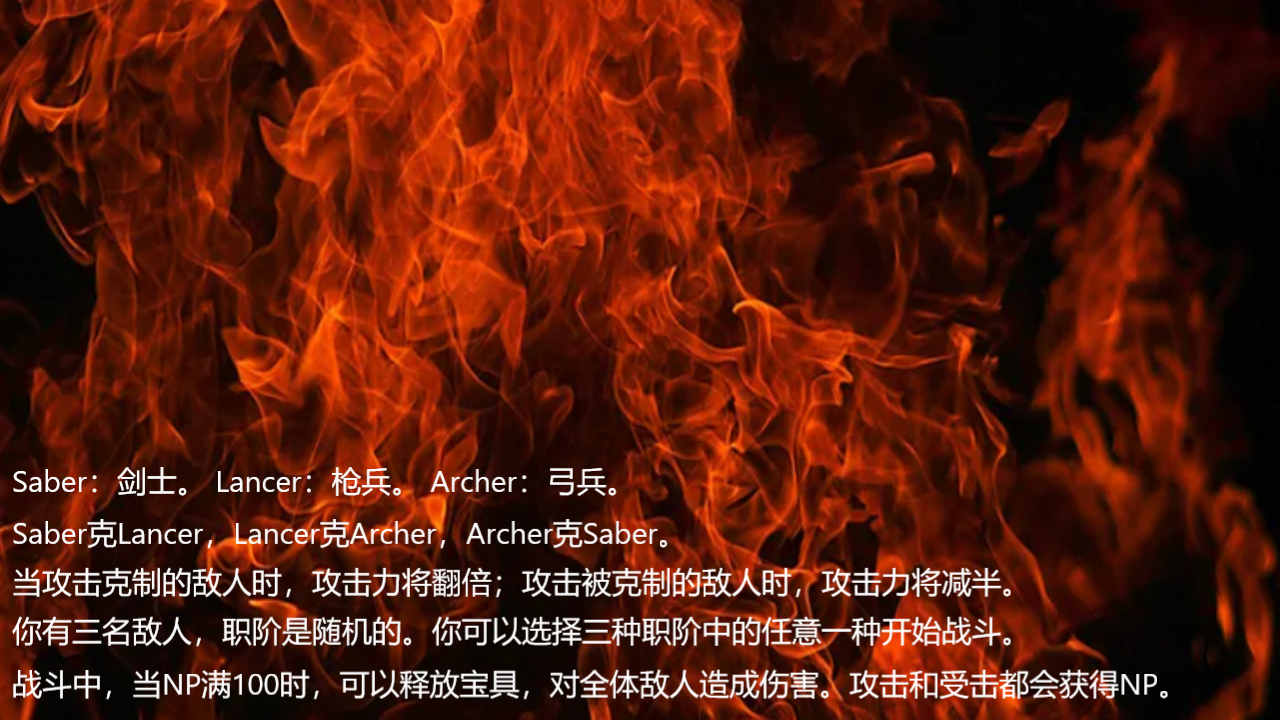 Saber：剑士。 Lancer：枪兵。 Archer：弓兵。
Saber克Lancer，Lancer克Archer，Archer克Saber。
当攻击克制的敌人时，攻击力将翻倍；攻击被克制的敌人时，攻击力将减半。
你有三名敌人，职阶是随机的。你可以选择三种职阶中的任意一种开始战斗。
战斗中，当NP满100时，可以释放宝具，对全体敌人造成伤害。攻击和受击都会获得NP。